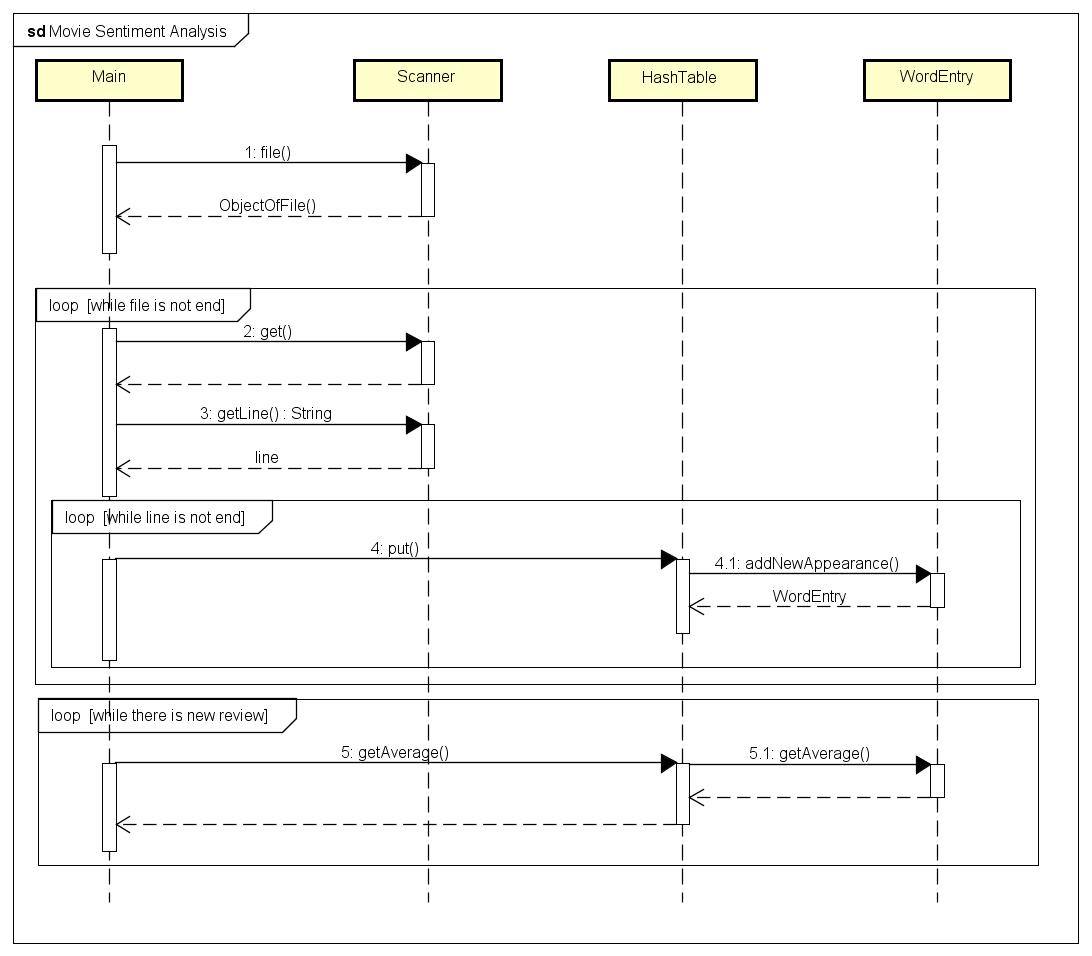 sd Movie Sentiment Analysis
Main
Scanner
HashTable
WordEntry
1: file()
ObjectOfFile()
loop [while file is not end]
2: get()
3: getLine() : String
line
loop [while line is not end]
4: put()
4.1: addNewAppearance()
WordEntry
loop [while there is new review]
5: getAverage()
5.1: getAverage()